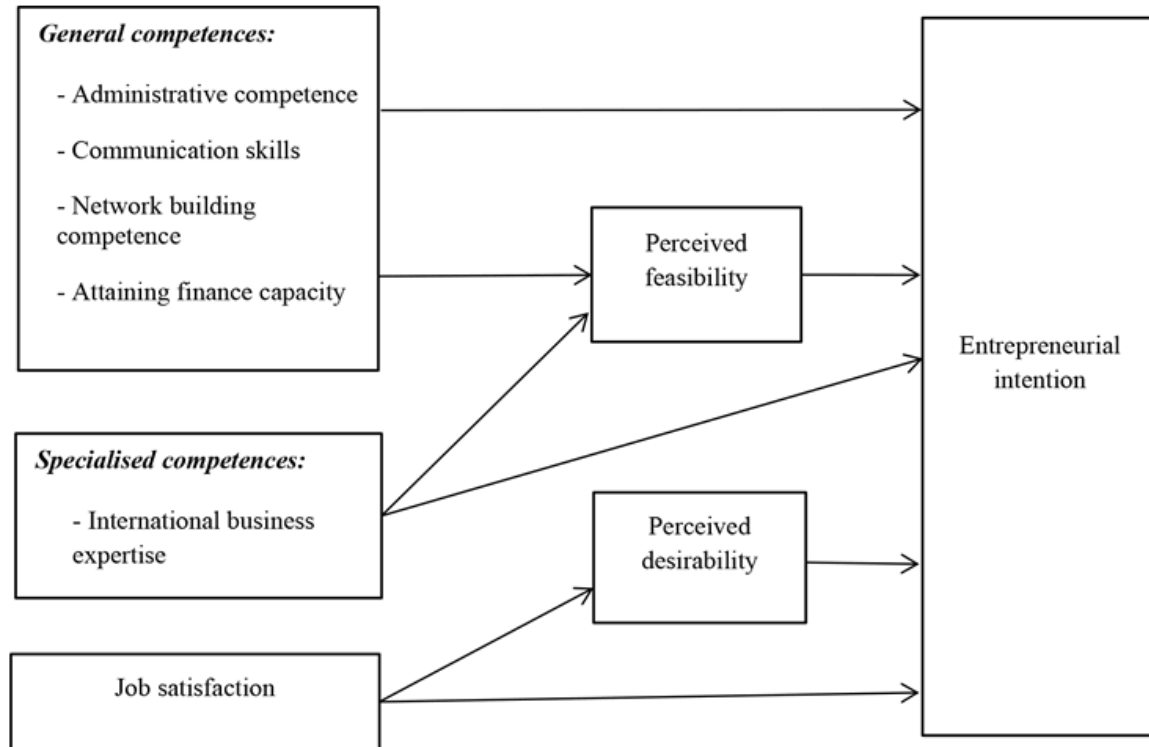 General competences:
- Administrative competence
- Communication skills
- Network building
competence
- Attaining finance capacity
Perceived
feasibility
Entrepreneurial
intention
Specialised competences:
- International business
expertise
Perceived
desirability
Job satisfaction